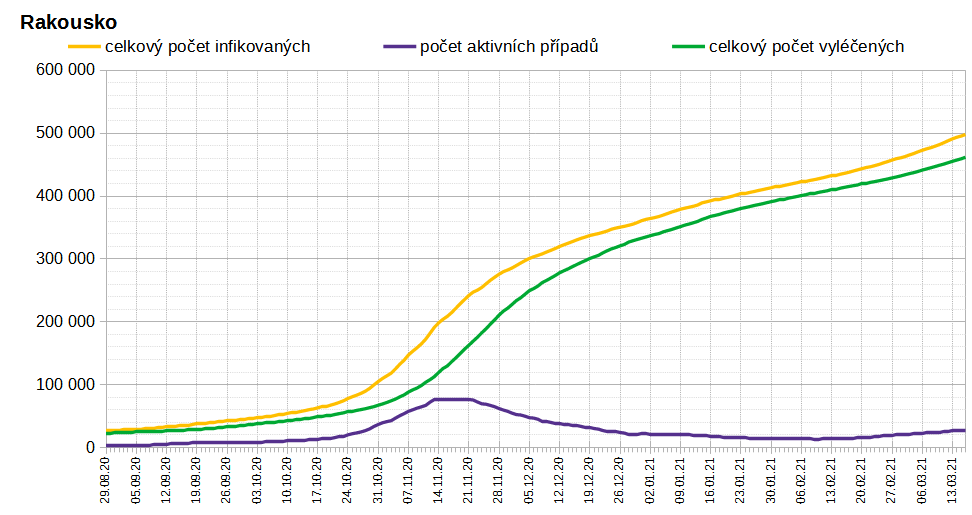 Rakousko
celkový počet infikovaných počet aktivních případů celkový počet vyléčených
600 000
500 000
400 000
300 000
200 000
100 000
0
29.08.20 05.09.20 12.09.20 19.09.20 26.09.20 03.10.20 10.10.20 17.10.20 24.10.20 31.10.20 07.11.20 14.11.20 21.11.20 28.11.20 05.12.20 12.12.20 19.12.20 26.12.20 02.01.21 09.01.21 16.01.21 23.01.21 30.01.21 06.02.21 13.02.21 20.02.21 27.02.21 06.03.21 13.03.21